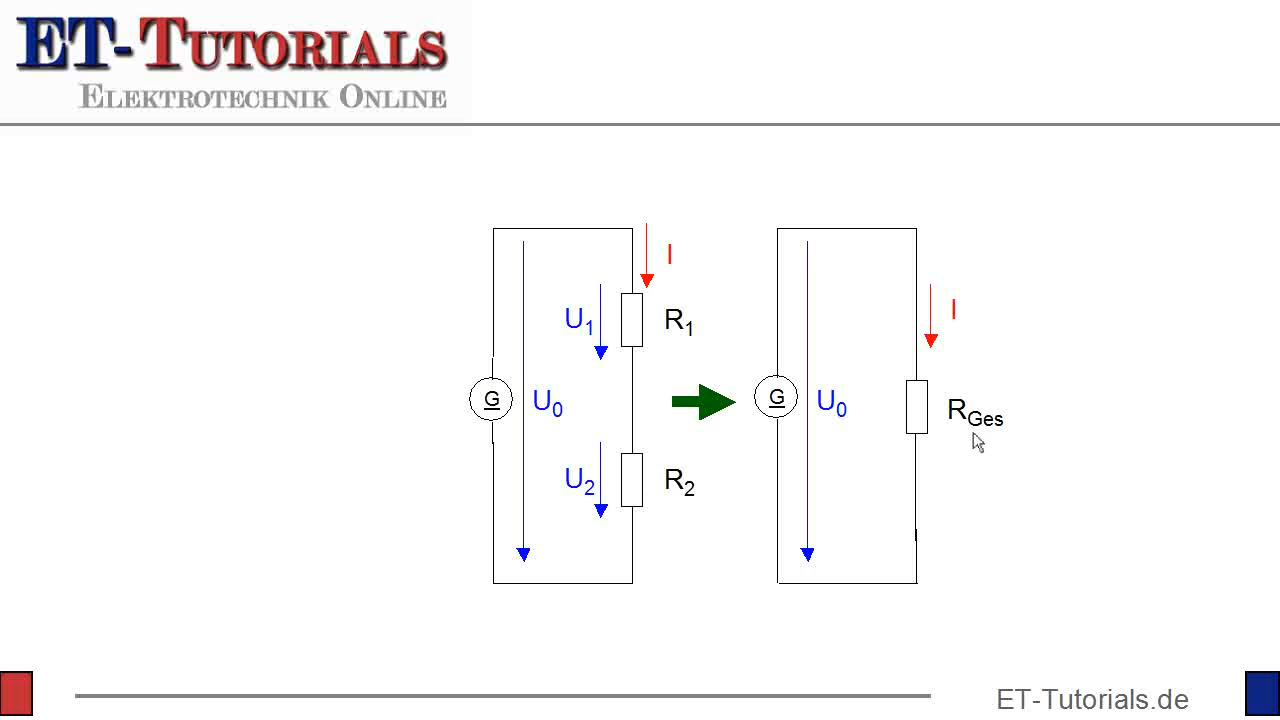 ET-TUTORIALS
ELEKTROTECHNIK ONLINE
I
U1
R1
G
U0
U2
R2
I
G
U0
RGes
ET-Tutorials.de